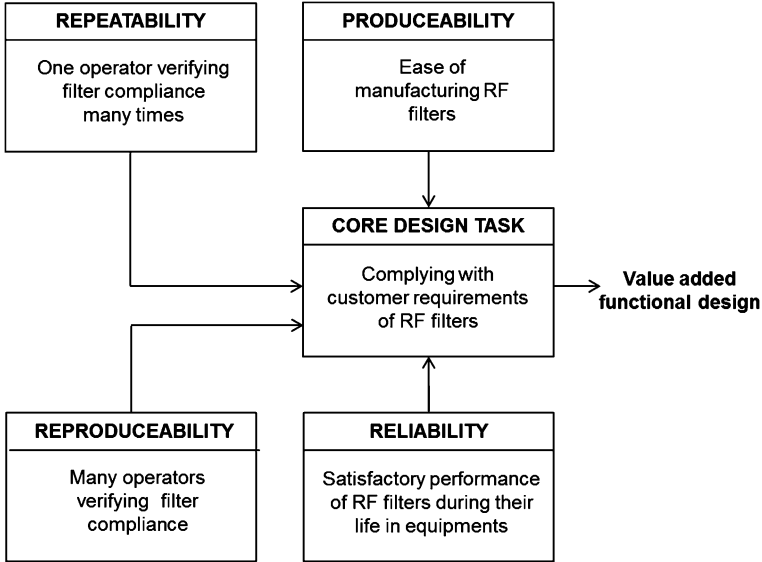 REPEATABILITY
One operator verifying
filter compliance
many times
PRODUCEABILITY
Ease of
manufacturing RF
filters
CORE DESIGN TASK
Complying with
customer requirements
of RF filters
Value added
functional design
REPRODUCEABILITY
Many operators
verifying filter
compliance
RELIABILITY
Satisfactory performance
of RF filters during their
life in equipments